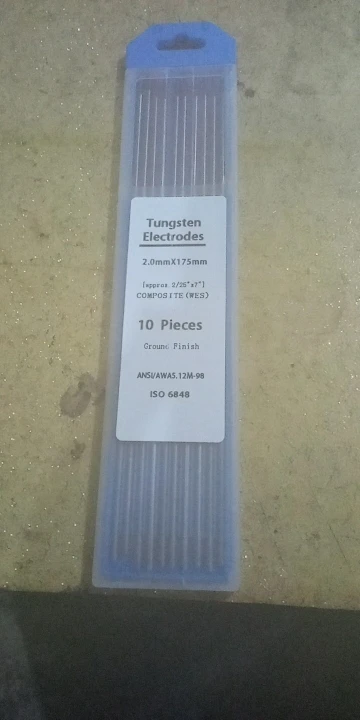 Tungsten
Electrodes
2.0mmX175mm
[approx. 2/25"x7"]
COMPOSITE(WES)
10 Pieces
Ground Finish
ANSI/AWA5.12M-98
ISO 6848